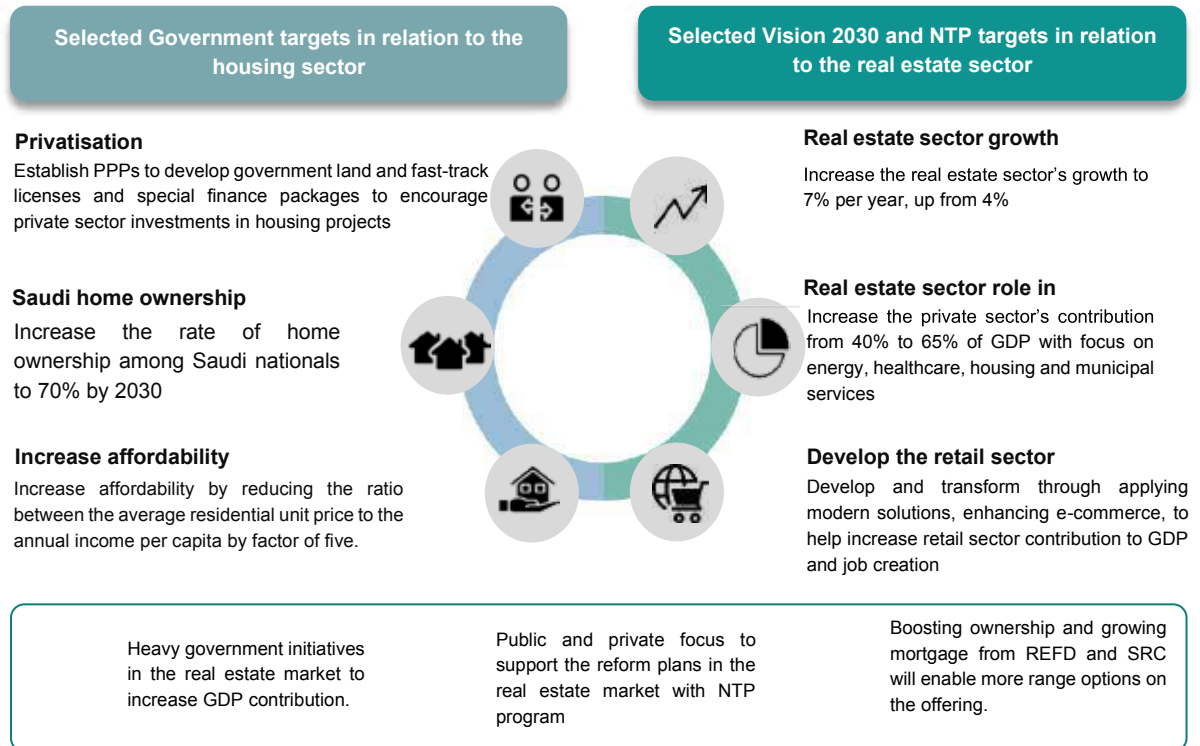 Selected Government targets in relation to the
housing sector
Selected Vision 2030 and NTP targets in relation
to the real estate sector
Privatisation
Establish PPPs to develop government land and fast-track
licenses and special finance packages to encourage
private sector investments in housing projects
Saudi home ownership
Increase the rate of home
ownership among Saudi nationals
to 70% by 2030
Increase affordability
Increase affordability by reducing the ratio
between the average residential unit price to the
annual income per capita by factor of five.
Real estate sector growth
Increase the real estate sector's growth to
7% per year, up from 4%
Real estate sector role in
Increase the private sector's contribution
from 40% to 65% of GDP with focus on
energy, healthcare, housing and municipal
services
Develop the retail sector
Develop and transform through applying
modern solutions, enhancing e-commerce, to
help increase retail sector contribution to GDP
and job creation
Heavy government initiatives
in the real estate market to
increase GDP contribution.
Public and private focus to
support the reform plans in the
real estate market with NTP
program
Boosting ownership and growing
mortgage from REFD and SRC
will enable more range options on
the offering.